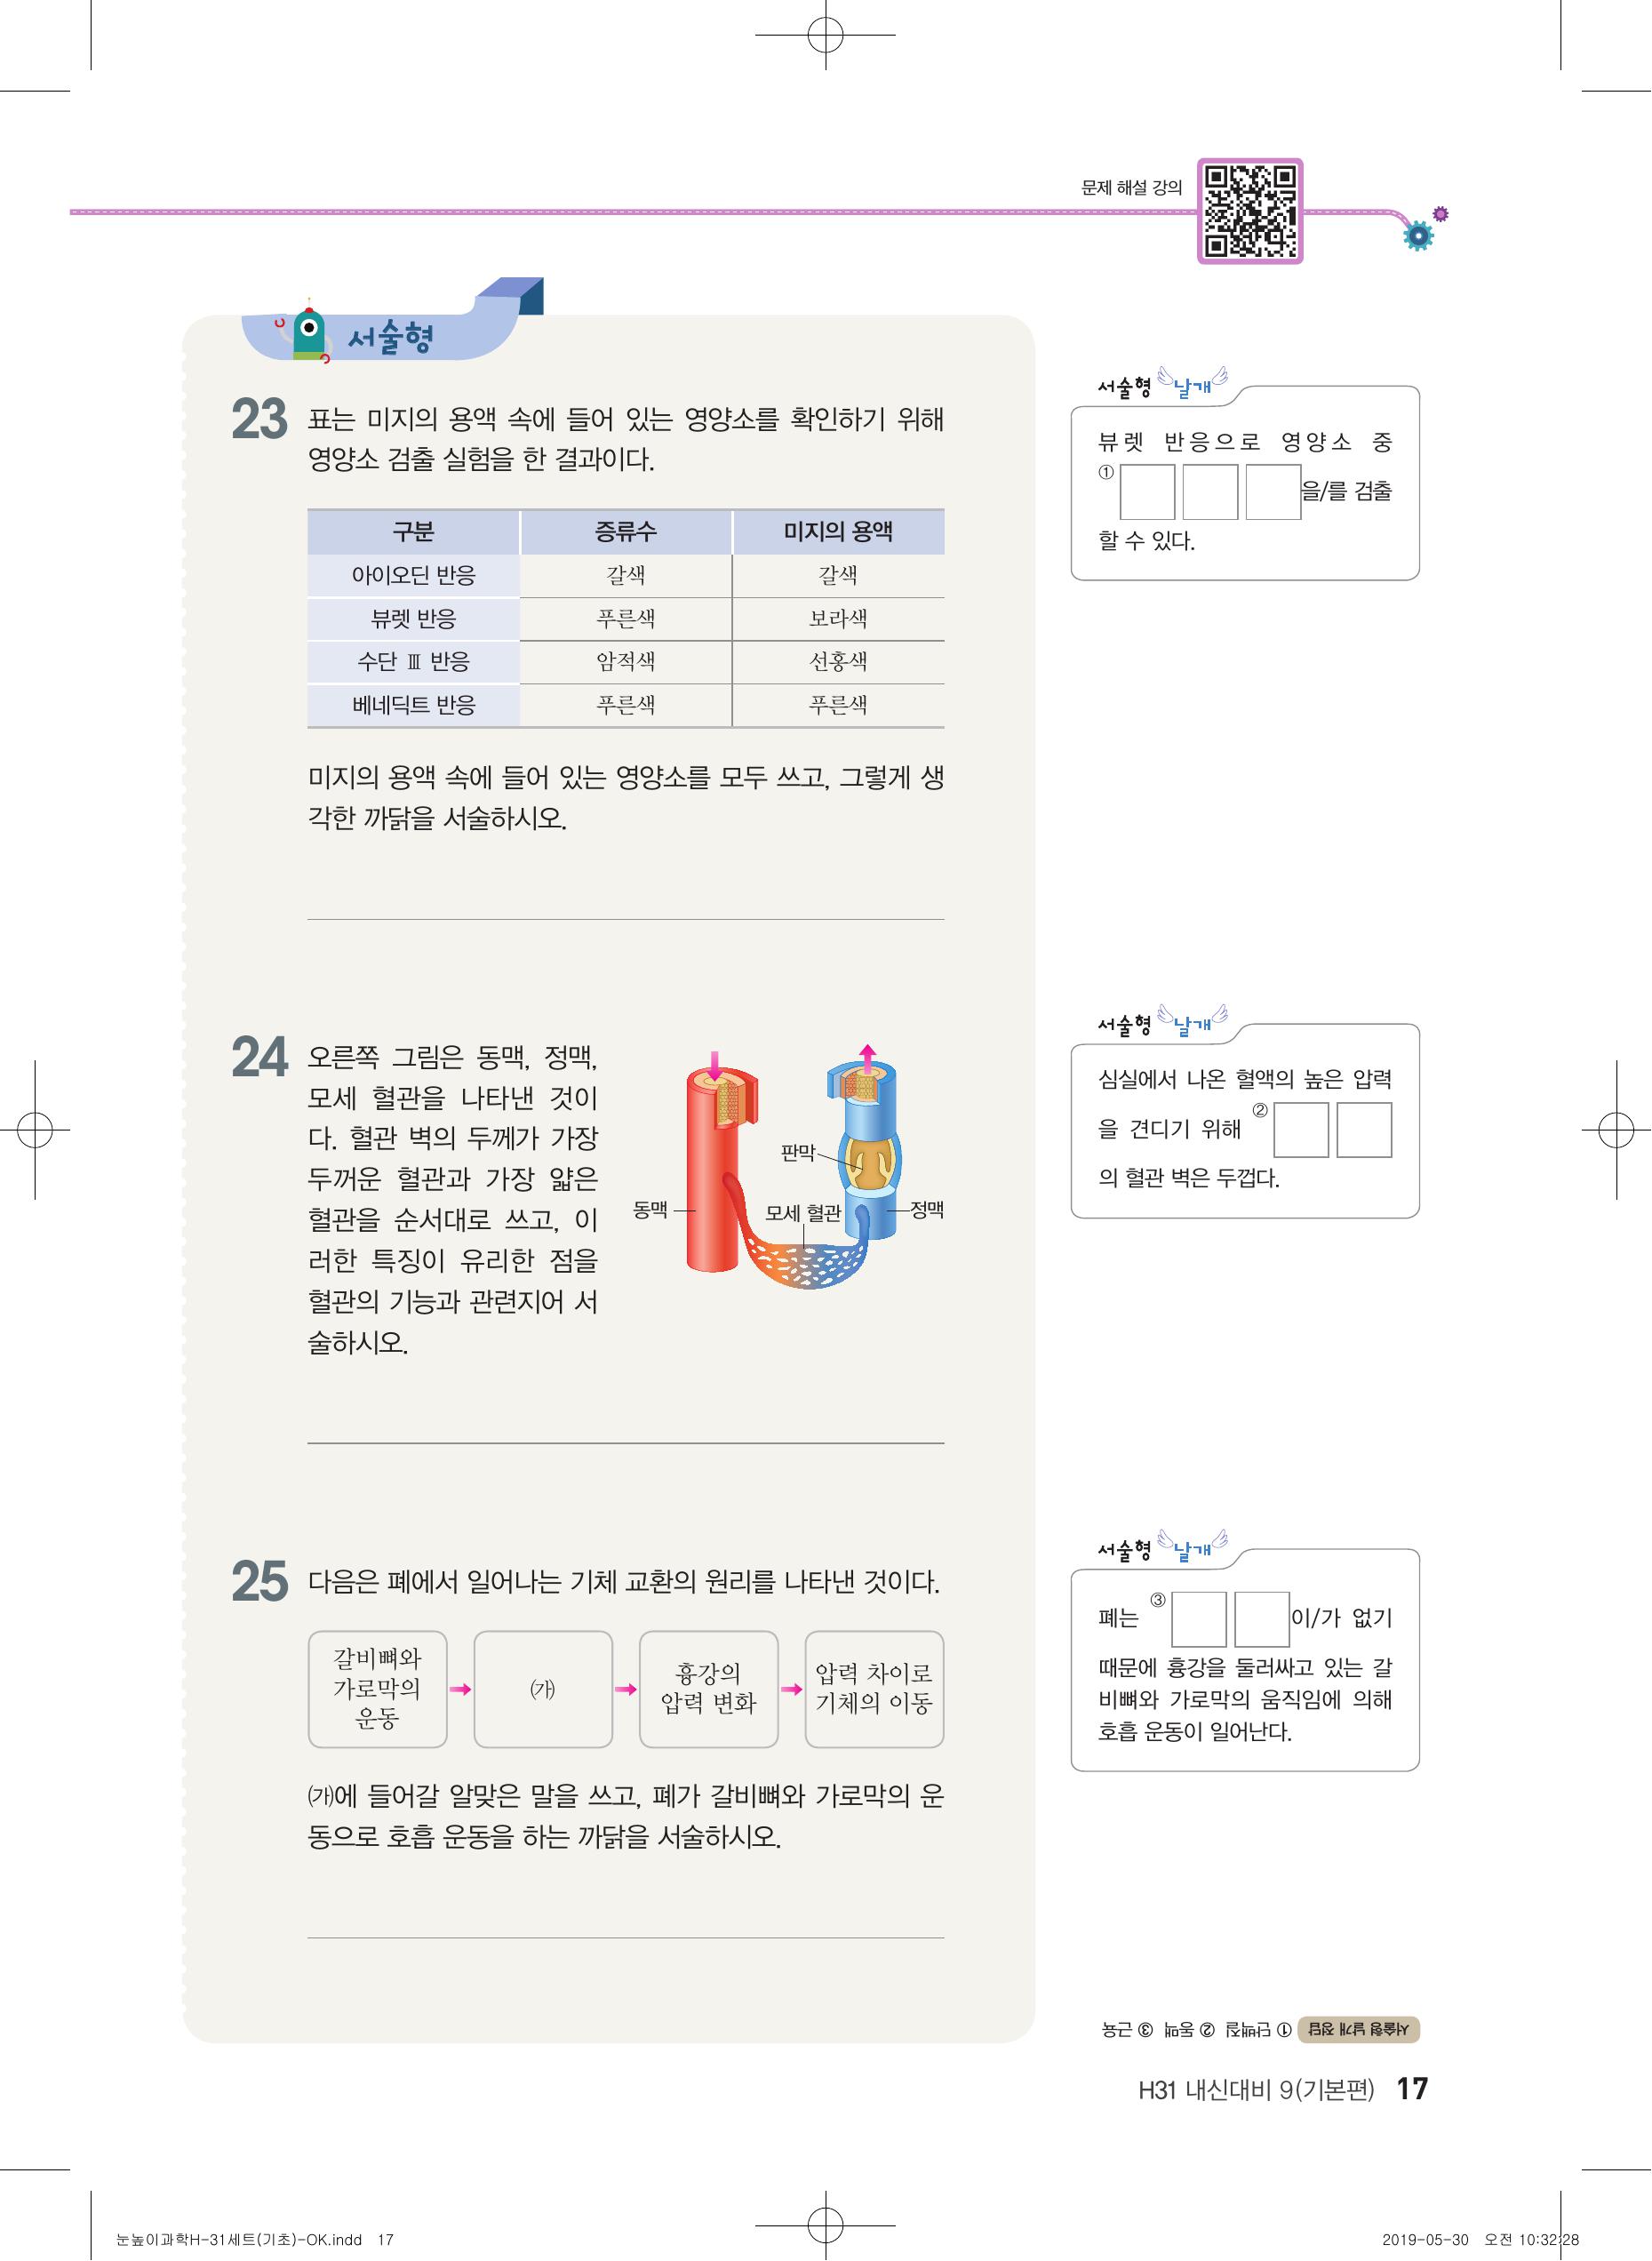 문제 해설 강의
서술형
23 표는 미지의 용액 속에 들어 있는 영양소를 확인하기 위해
영양소 검출 실험을 한 결과이다.
구분 증류수 미지의 용액
아이오딘 반응 갈색 갈색
뷰렛 반응 푸른색 보라색
수단 Ⅲ 반응 암적색 선홍색
베네딕트 반응 푸른색 푸른색
미지의 용액 속에 들어 있는 영양소를 모두 쓰고, 그렇게 생
각한 까닭을 서술하시오.
서술형 날개
뷰렛 반응으로 영양소 중
① 을/를 검출
할 수 있다.
24 오른쪽 그림은 동맥, 정맥,
모세 혈관을 나타낸 것이
다. 혈관 벽의 두께가 가장
두꺼운 혈관과 가장 얇은
혈관을 순서대로 쓰고, 이
러한 특징이 유리한 점을
혈관의 기능과 관련지어 서
술하시오.
판막
동맥
모세 혈관
정맥
서술형 날개
심실에서 나온 혈액의 높은 압력
을 견디기 위해 ②
의 혈관 벽은 두껍다.
25 다음은 폐에서 일어나는 기체 교환의 원리를 나타낸 것이다.
갈비뼈와
가로막의
운동
㈎
흉강의
압력 변화
압력 차이로
기체의 이동
㈎에 들어갈 알맞은 말을 쓰고, 폐가 갈비뼈와 가로막의 운
동으로 호흡 운동을 하는 까닭을 서술하시오.
서술형 날개
폐는 ③ 이/가 없기
때문에 흉강을 둘러싸고 있는 갈
비뼈와 가로막의 움직임에 의해
호흡 운동이 일어난다.
서술형 날개 정답 ① 단백질 ② 동맥 ③ 근육
H31 내신대비 9(기본편) 17
눈높이과학H-31세트(기초)-OK.indd 17
2019-05-30 오전 10:32:28